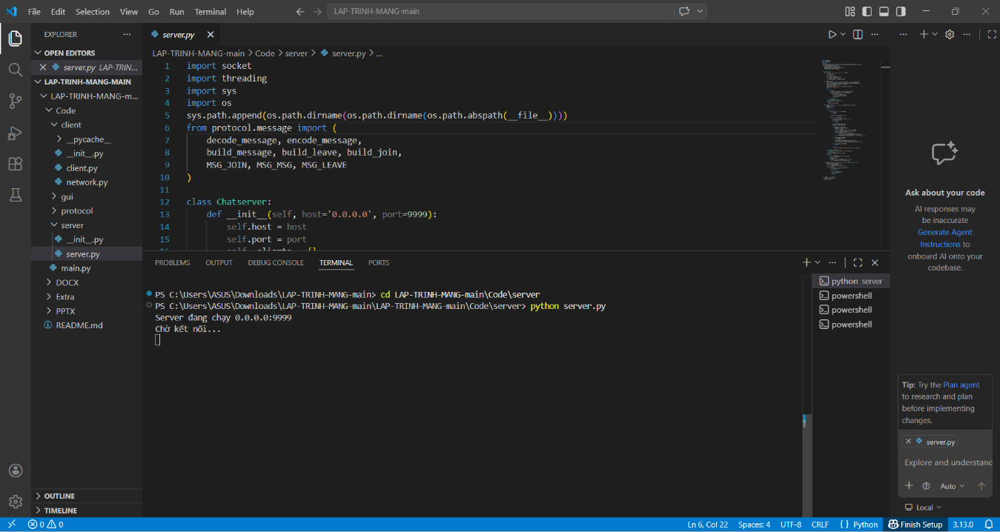 File Edit Selection View Go Run Terminal Help
LAP-TRINH-MANG-main
EXPLORER
OPEN EDITORS
server.py LAP-TRIN...
LAP-TRINH-MANG-MAIN
LAP-TRINH-MANG-m...
Code
client
__pycache__
__init__.py
client.py
network.py
gui
protocol
server
__init__.py
server.py
main.py
DOCX
Extra
PPTX
README.md
OUTLINE
TIMELINE
server.py
LAP-TRINH-MANG-main > Code > server > server.py > ...
1 import socket
2 import threading
3 import sys
4 import os
5 sys.path.append(os.path.dirname(os.path.dirname(os.path.abspath(__file__))))
6 from protocol.message import (
7 decode_message, encode_message,
8 build_message, build_leave, build_join,
9 MSG_JOIN, MSG_MSG, MSG_LEAVE
10 )
11
12 class Chatserver:
13 def __init__(self, host='0.0.0.0', port=9999):
14 self.host = host
15 self.port = port
PROBLEMS OUTPUT DEBUG CONSOLE TERMINAL PORTS
PS C:\Users\ASUS\Downloads\LAP-TRINH-MANG-main> cd LAP-TRINH-MANG-main\Code\server
PS C:\Users\ASUS\Downloads\LAP-TRINH-MANG-main\LAP-TRINH-MANG-main\Code\server> python server.py
Server đang chạy 0.0.0.0:9999
Chờ kết nối...
python server
powershell
powershell
powershell
Ask about your code
AI responses may
be inaccurate
Generate Agent
Instructions to
onboard AI onto your
codebase.
Tip: Try the Plan agent
to research and plan
before implementing
changes.
server.py
Explore and understand
Auto
Local
0 0
Ln 6, Col 22 Spaces: 4 UTF-8 CRLF { } Python Finish Setup 3.13.0